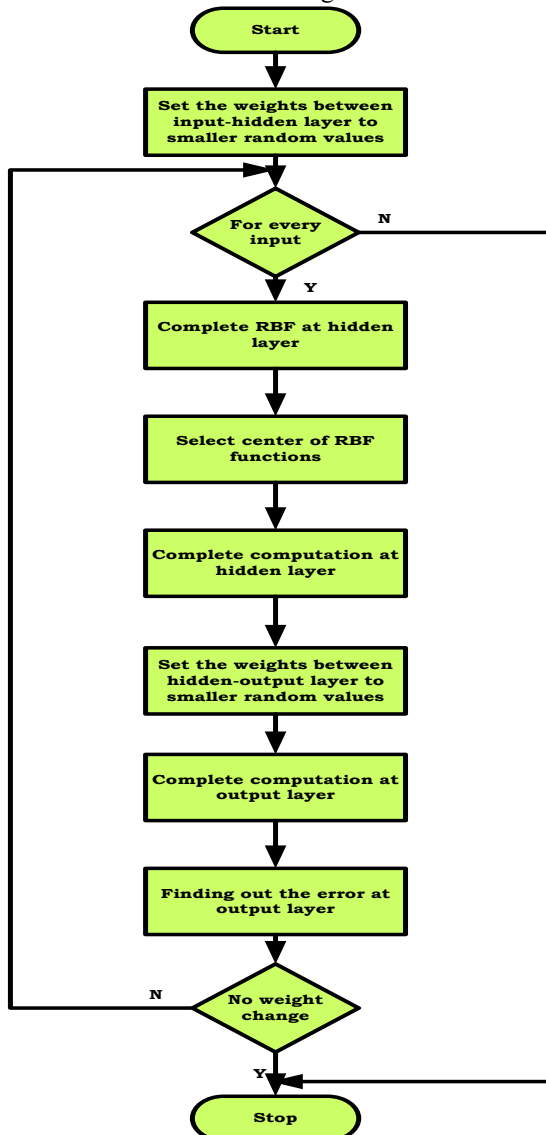 Start
Set the weights between
input-hidden layer to
smaller random values
For every
input
N
Y
Complete RBF at hidden
layer
Select center of RBF
functions
Complete computation at
hidden layer
Set the weights between
hidden-output layer to
smaller random values
Complete computation at
output layer
Finding out the error at
output layer
N
No weight
change
Y
Stop